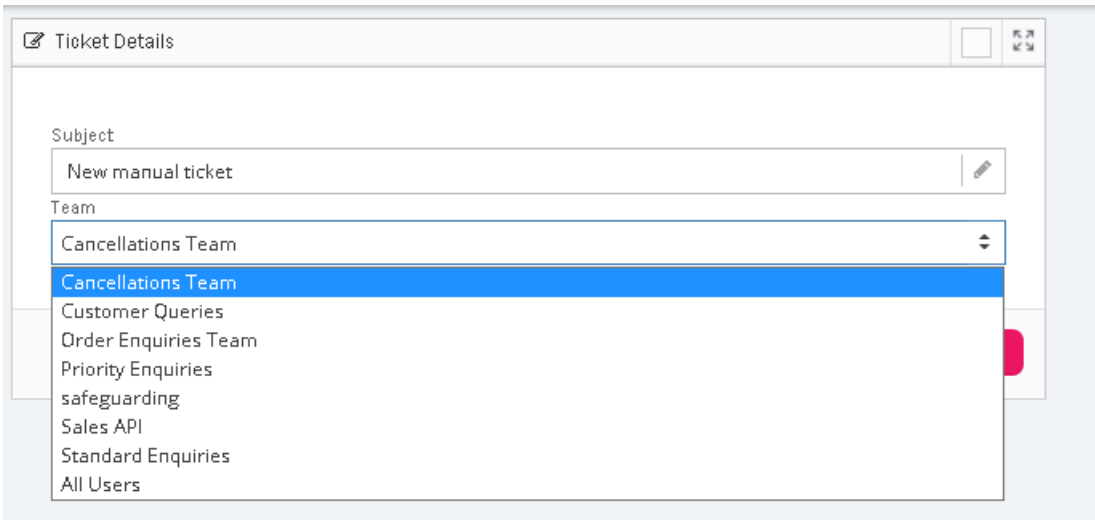 Ticket Details
Subject
New manual ticket
Team
Cancellations Team
Cancellations Team
Customer Queries
Order Enquiries Team
Priority Enquiries
safeguarding
Sales API
Standard Enquiries
All Users